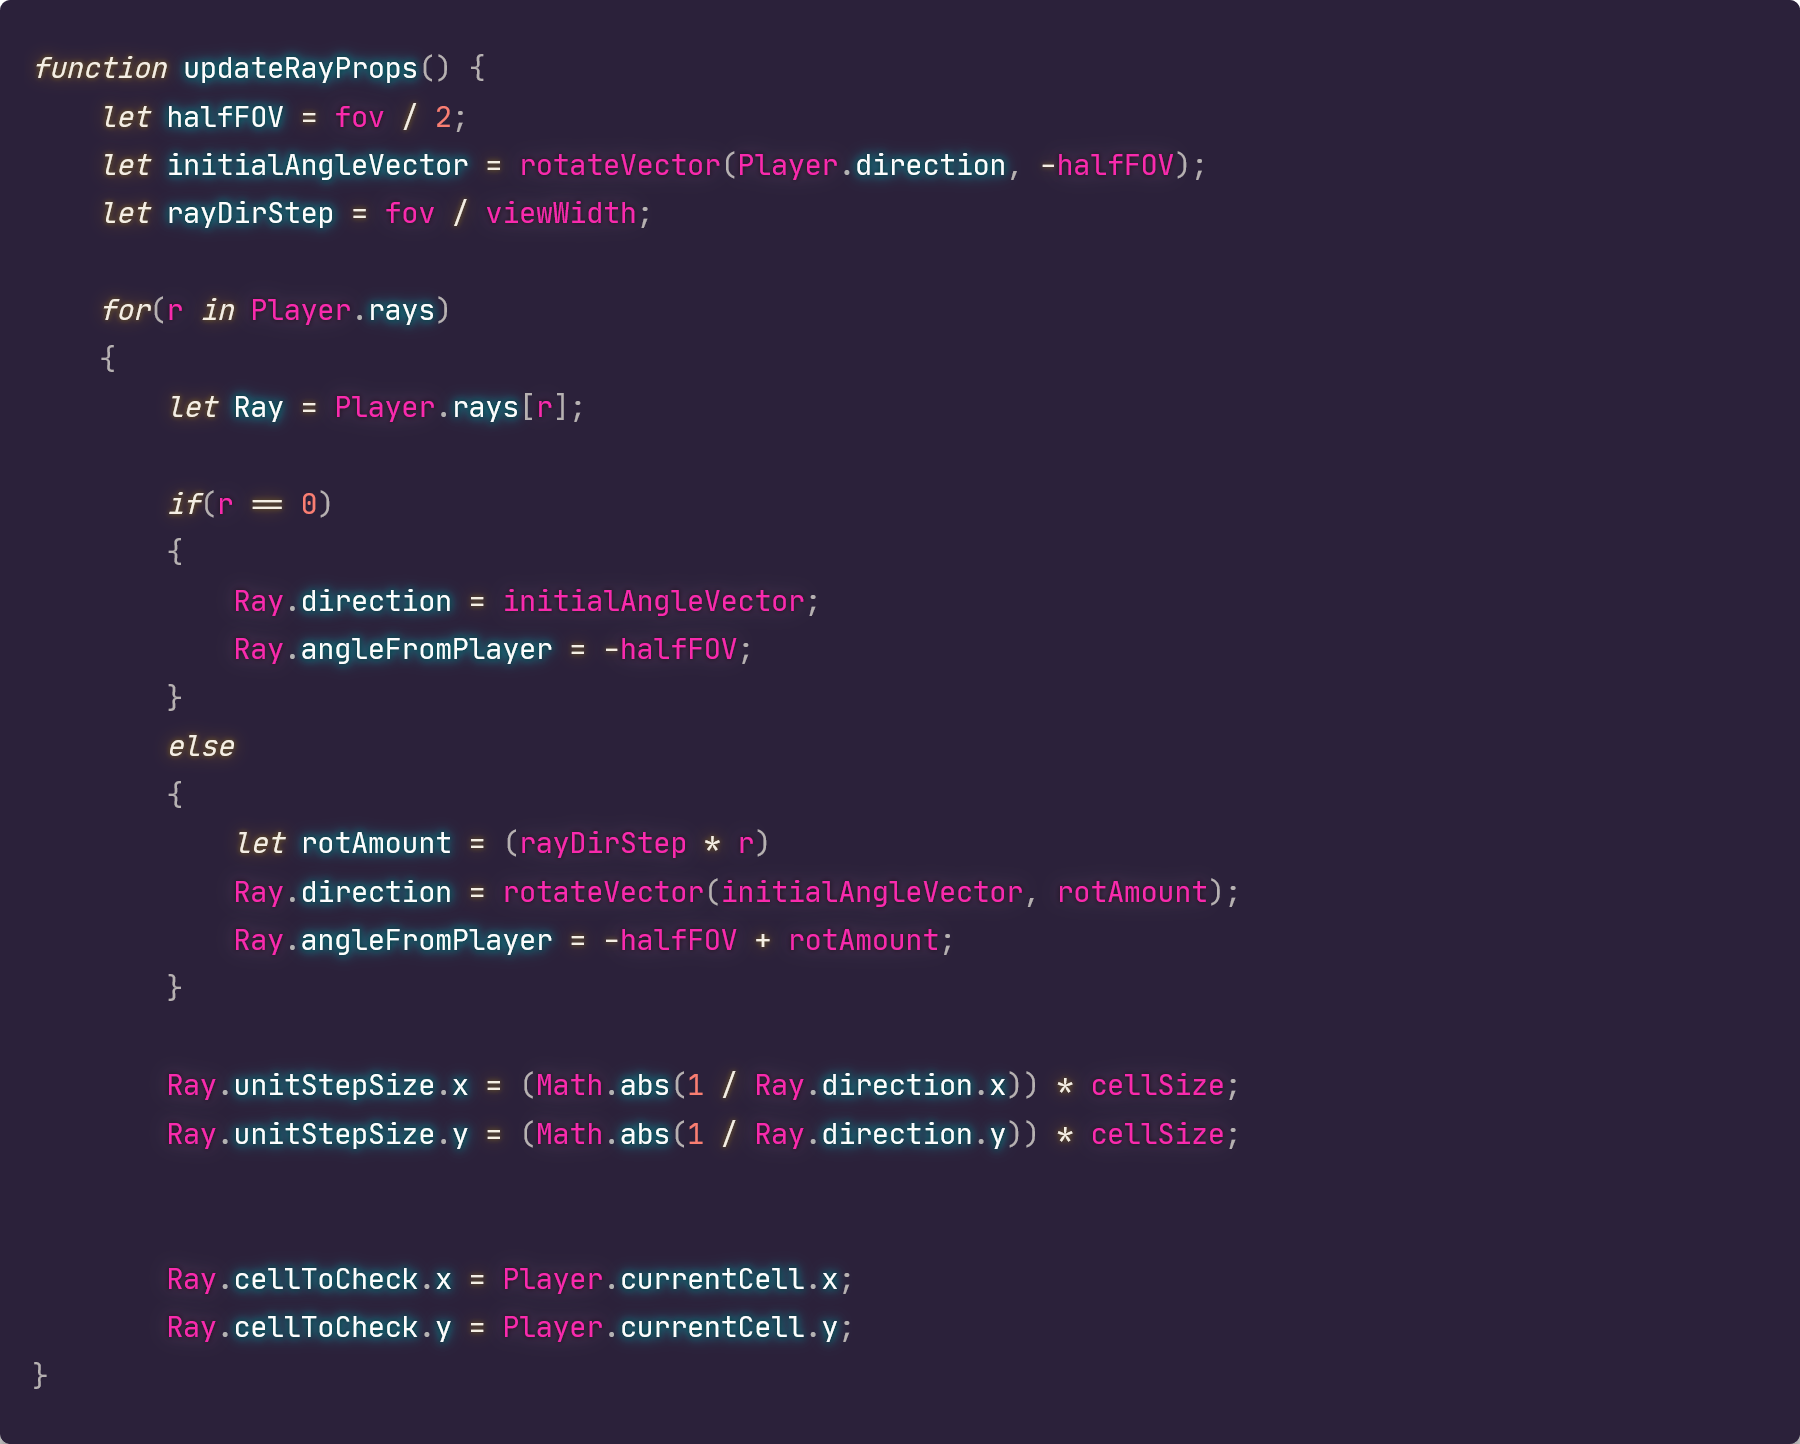 function updateRayProps() {
    let halfFOV = fov / 2;
    let initialAngleVector = rotateVector(Player.direction, -halfFOV);
    let rayDirStep = fov / viewWidth;

    for(r in Player.rays)
    {
        let Ray = Player.rays[r];

        if(r == 0)
        {
            Ray.direction = initialAngleVector;
            Ray.angleFromPlayer = -halfFOV;
        }
        else
        {
            let rotAmount = (rayDirStep * r)
            Ray.direction = rotateVector(initialAngleVector, rotAmount);
            Ray.angleFromPlayer = -halfFOV + rotAmount;
        }

        Ray.unitStepSize.x = (Math.abs(1 / Ray.direction.x)) * cellSize;
        Ray.unitStepSize.y = (Math.abs(1 / Ray.direction.y)) * cellSize;


        Ray.cellToCheck.x = Player.currentCell.x;
        Ray.cellToCheck.y = Player.currentCell.y;
}